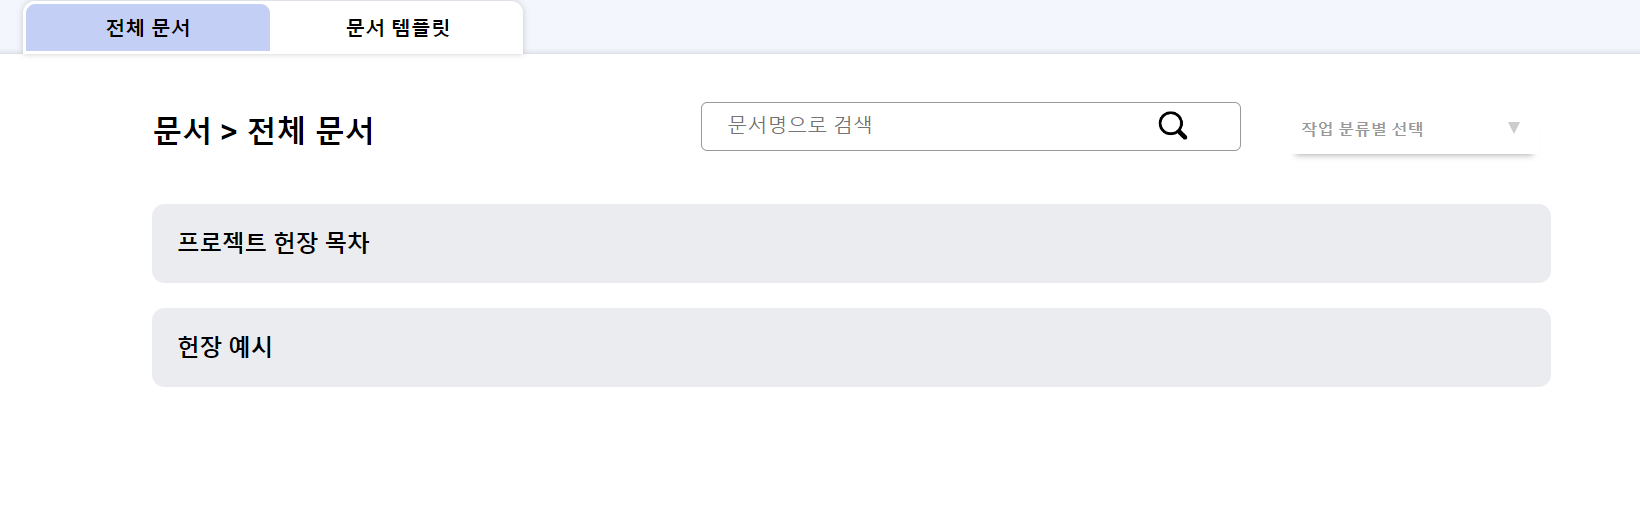 전체 문서
문서 템플릿
문서 > 전체 문서
문서명으로 검색
작업 분류별 선택
프로젝트 헌장 목차
헌장 예시